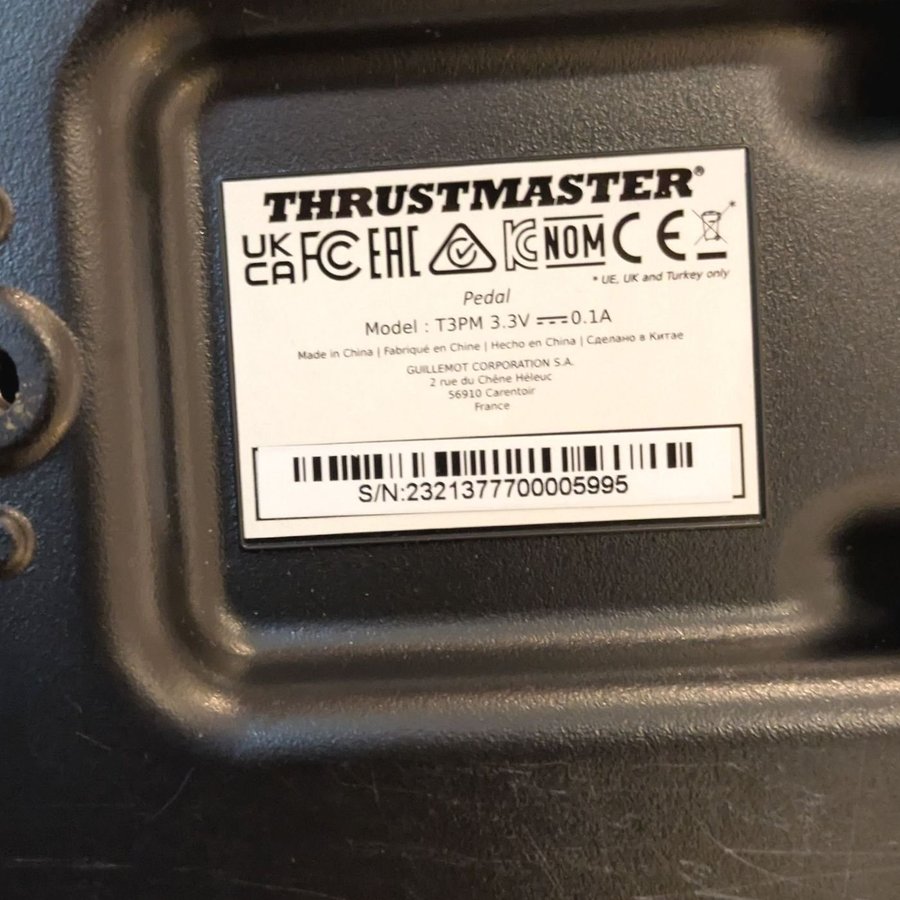 THRUSTMASTER®
UK CA FC EAC KC NOM CE *
* UE, UK and Turkey only
Pedal
Model : T3PM 3.3V ⎓ 0.1A
Made in China | Fabriqué en Chine | Hecho en China | Сделано в Китае
GUILLEMOT CORPORATION S.A.
2 rue du Chêne Héleuc
56910 Carentoir
France
S/N:2321377700005995